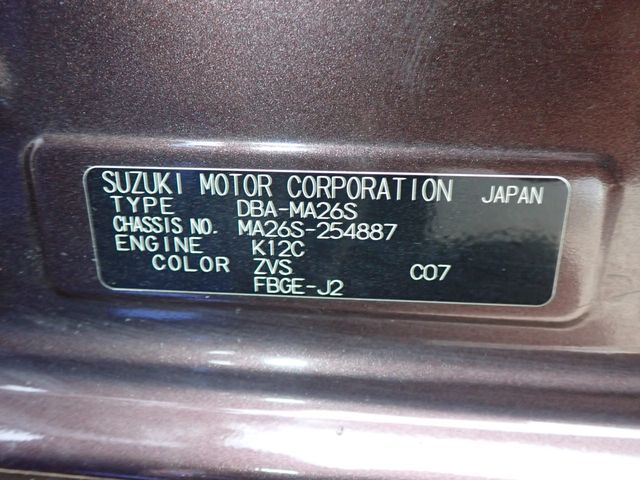 SUZUKI MOTOR CORPORATION JAPAN
TYPE DBA-MA26S
CHASSIS NO. MA26S-254887
ENGINE K12C
COLOR ZVS C07
FBGE-J2